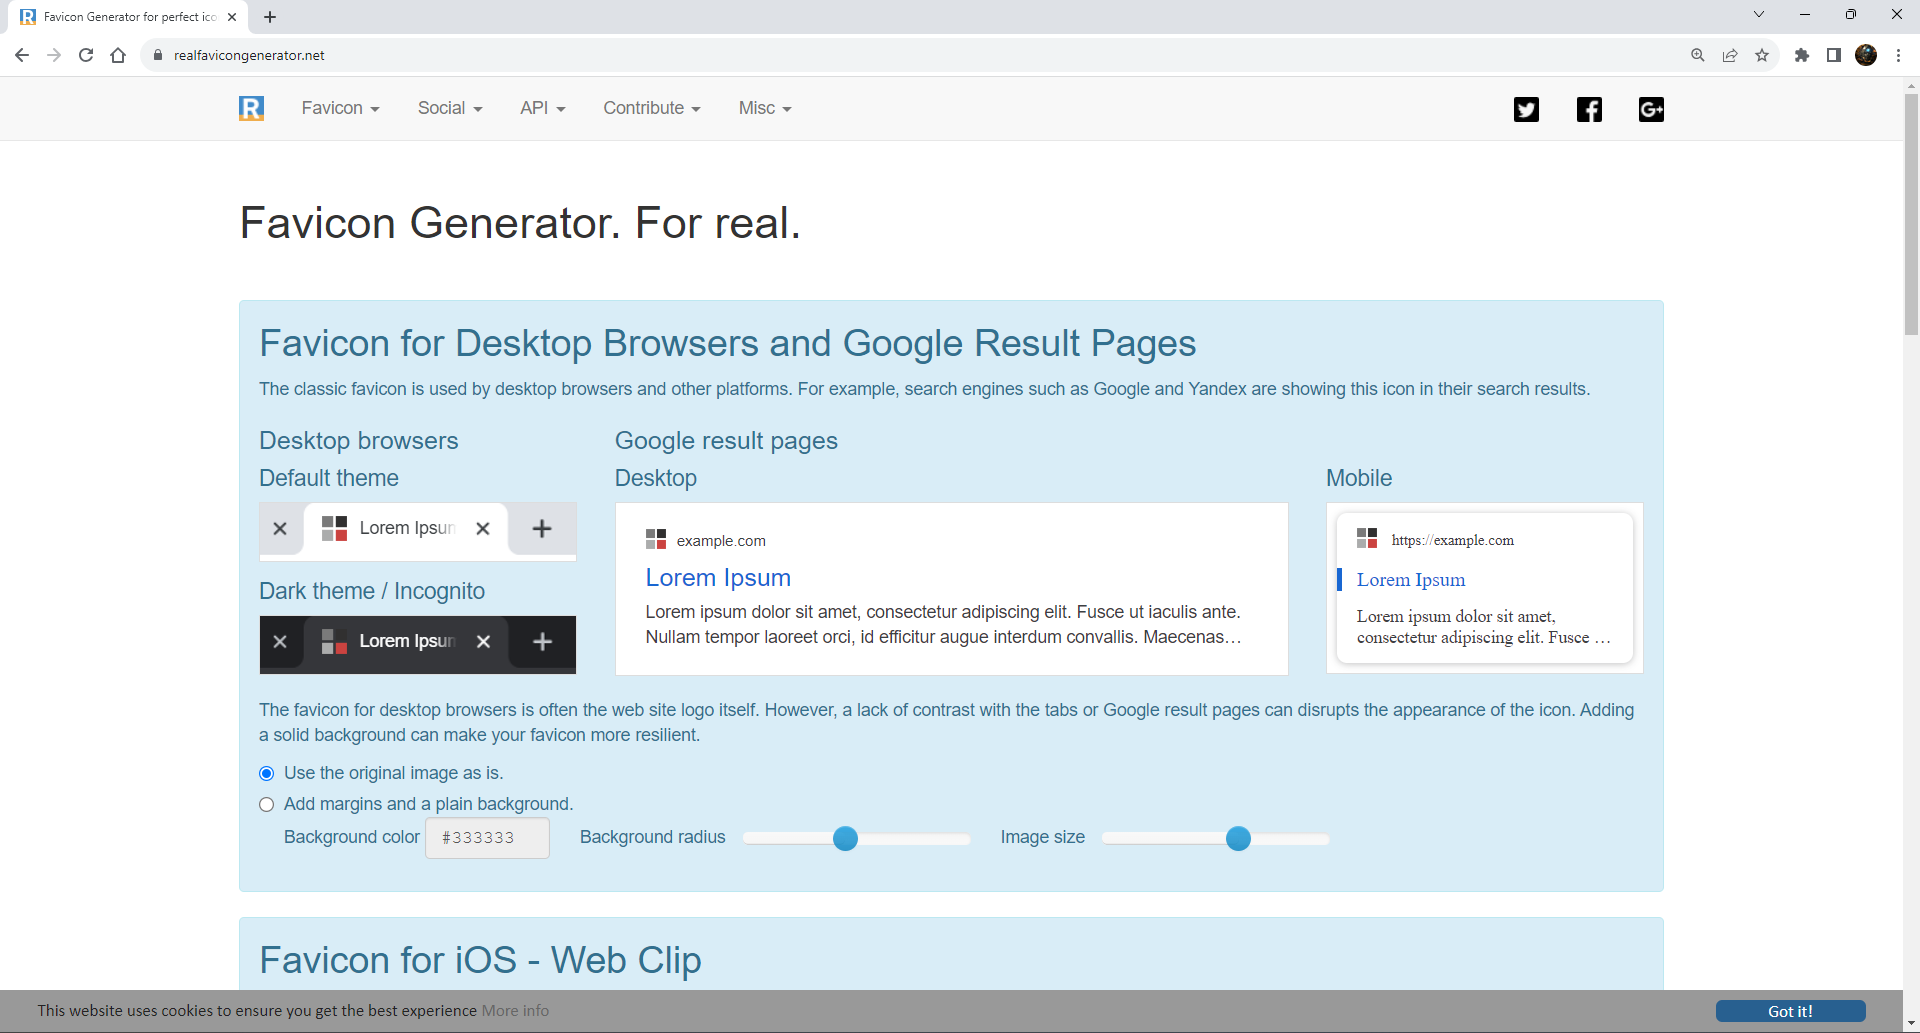 Favicon Generator for perfect ico
realfavicongenerator.net
R Favicon Social API Contribute Misc
Favicon Generator. For real.
Favicon for Desktop Browsers and Google Result Pages
The classic favicon is used by desktop browsers and other platforms. For example, search engines such as Google and Yandex are showing this icon in their search results.
Desktop browsers
Default theme
Lorem Ipsum
Dark theme / Incognito
Lorem Ipsum
Google result pages
Desktop
example.com
Lorem Ipsum
Lorem ipsum dolor sit amet, consectetur adipiscing elit. Fusce ut iaculis ante.
Nullam tempor laoreet orci, id efficitur augue interdum convallis. Maecenas…
Mobile
https://example.com
Lorem Ipsum
Lorem ipsum dolor sit amet,
consectetur adipiscing elit. Fusce …
The favicon for desktop browsers is often the web site logo itself. However, a lack of contrast with the tabs or Google result pages can disrupts the appearance of the icon. Adding
a solid background can make your favicon more resilient.
Use the original image as is.
Add margins and a plain background.
Background color #333333 Background radius Image size
Favicon for iOS - Web Clip
This website uses cookies to ensure you get the best experience More info
Got it!